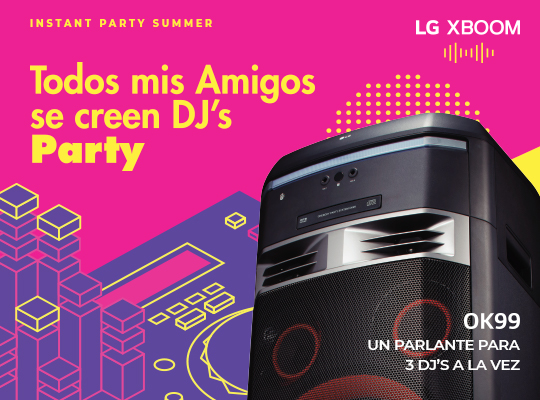 INSTANT PARTY SUMMER
LG XBOOM
Todos mis Amigos
se creen DJ's
Party
LG
OK99
UN PARLANTE PARA
3 DJ'S A LA VEZ